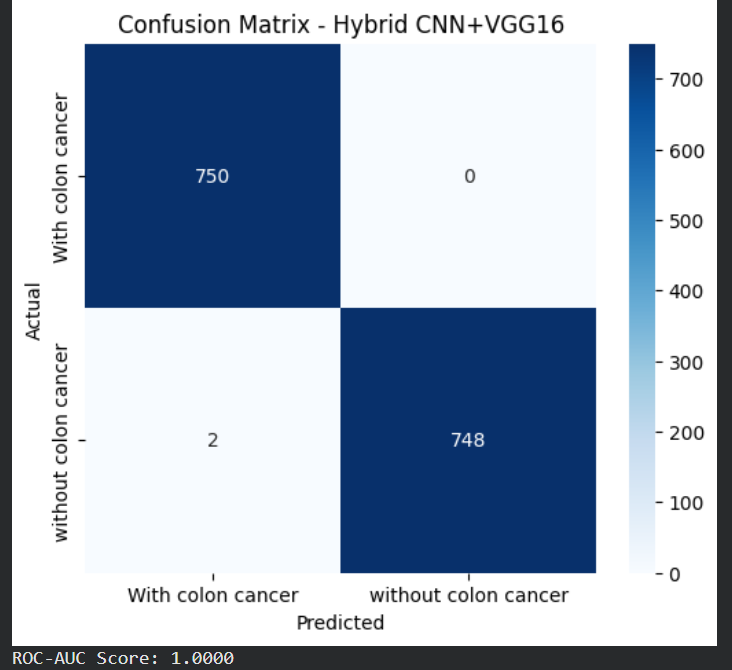 Confusion Matrix - Hybrid CNN+VGG16
With colon cancer
without colon cancer
Actual
750
0
2
748
With colon cancer
without colon cancer
Predicted
700
600
500
400
300
200
100
0
ROC-AUC Score: 1.0000